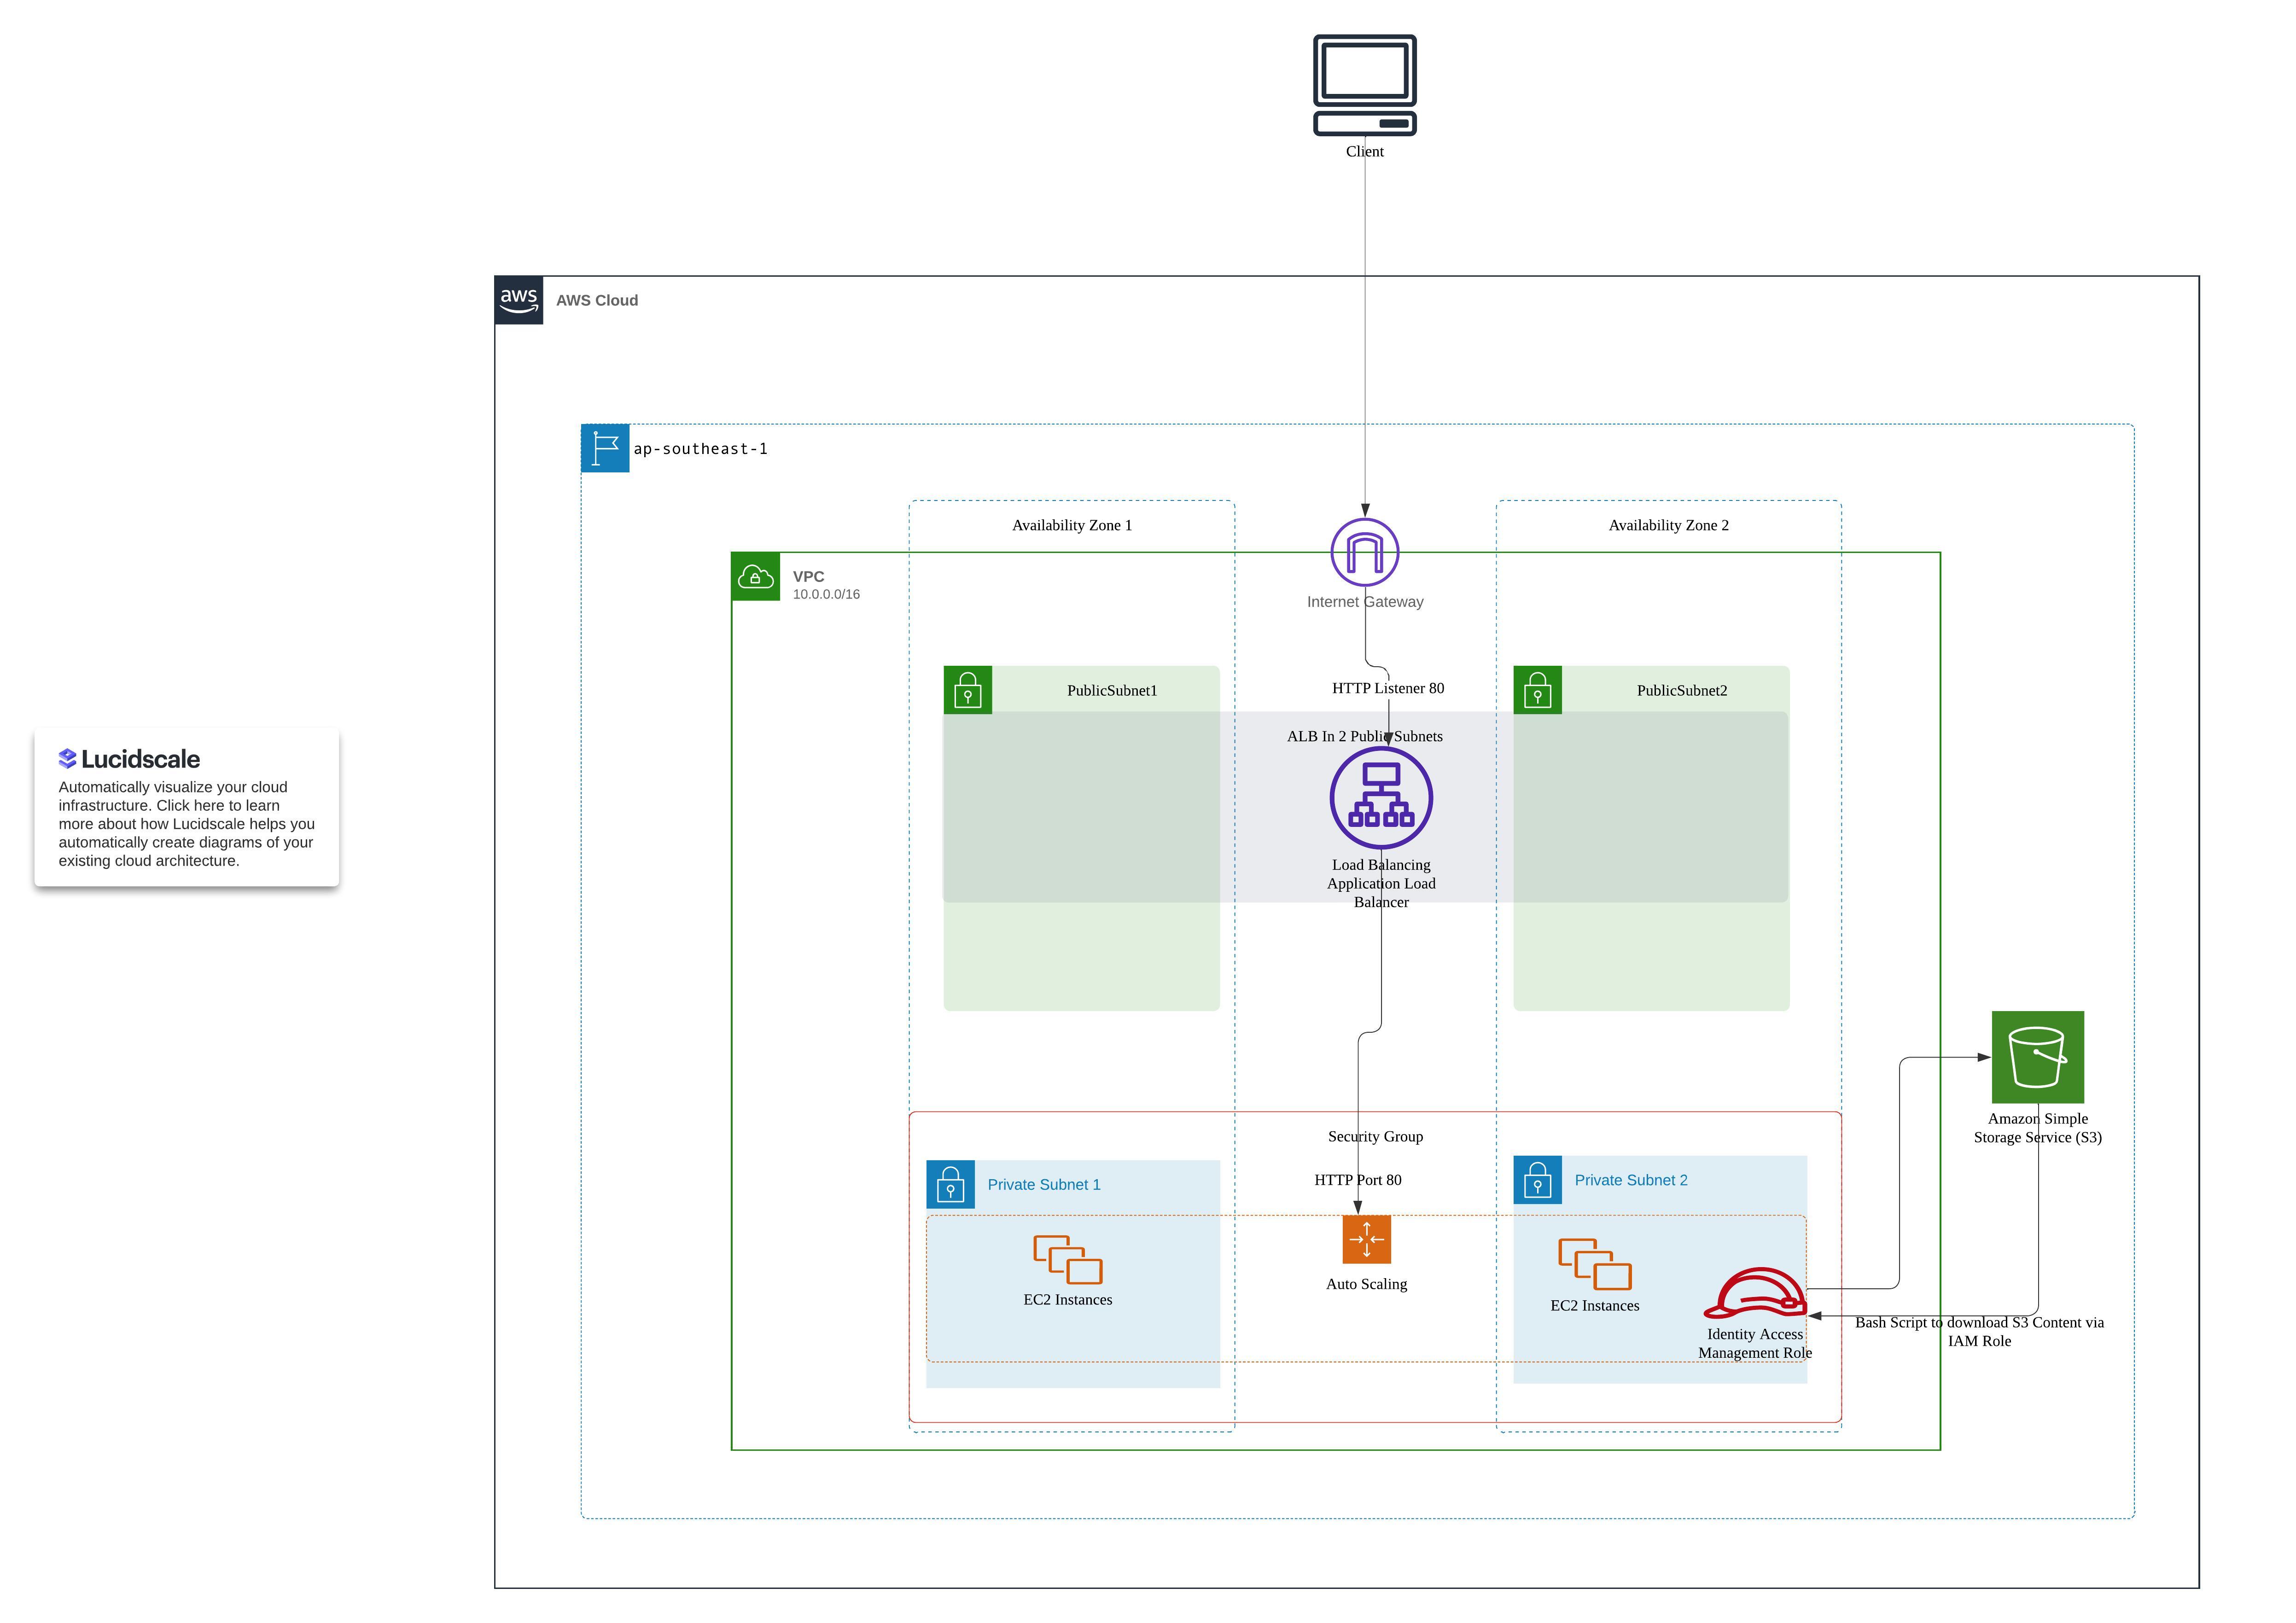 Client
aws
AWS Cloud
ap-southeast-1
Availability Zone 1
Availability Zone 2
VPC
10.0.0.0/16
Internet Gateway
PublicSubnet1
HTTP Listener 80
PublicSubnet2
ALB In 2 Public Subnets
Lucidscale
Automatically visualize your cloud
infrastructure. Click here to learn
more about how Lucidscale helps you
automatically create diagrams of your
existing cloud architecture.
Load Balancing
Application Load
Balancer
Amazon Simple
Storage Service (S3)
Security Group
Private Subnet 1
HTTP Port 80
Private Subnet 2
EC2 Instances
Auto Scaling
EC2 Instances
Identity Access
Management Role
Bash Script to download S3 Content via
IAM Role